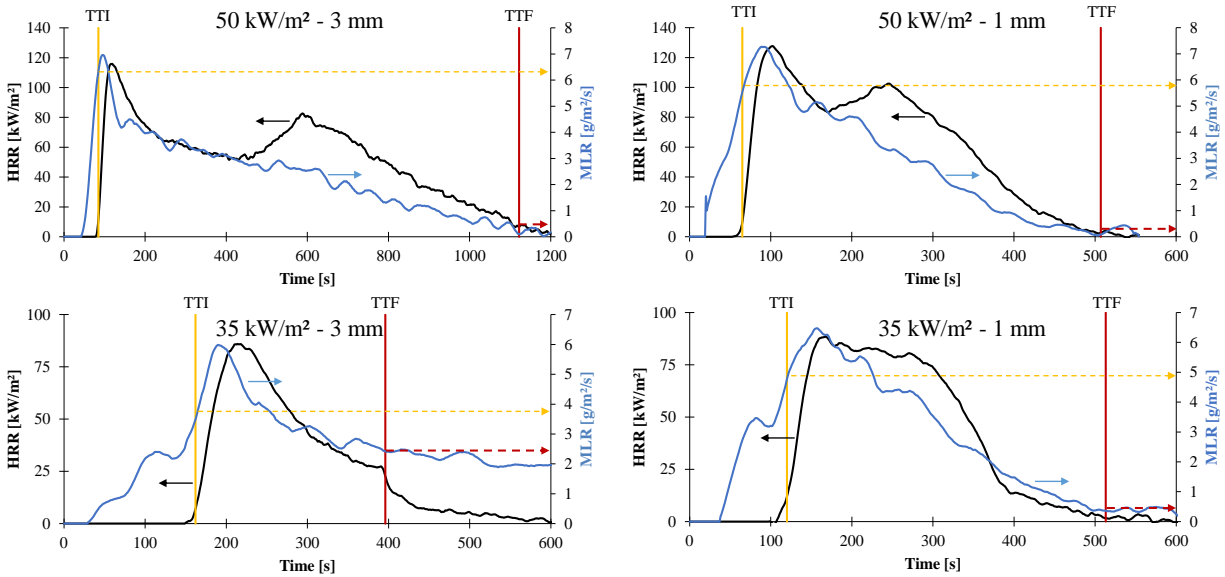 50 kW/m² - 3 mm
TTI
TTF
HRR [kW/m²]
140
120
100
80
60
40
20
0
8
7
6
5
4
3
2
1
0
MLR [g/m²/s]
0 200 400 600 800 1000 1200
Time [s]
50 kW/m² - 1 mm
TTI
TTF
HRR [kW/m²]
140
120
100
80
60
40
20
0
8
7
6
5
4
3
2
1
0
MLR [g/m²/s]
0 100 200 300 400 500 600
Time [s]
TTI
TTF
35 kW/m² - 3 mm
HRR [kW/m²]
100
75
50
25
0
7
6
5
4
3
2
1
0
MLR [g/m²/s]
0 100 200 300 400 500 600
Time [s]
TTI
TTF
35 kW/m² - 1 mm
HRR [kW/m²]
100
75
50
25
0
7
6
5
4
3
2
1
0
MLR [g/m²/s]
0 100 200 300 400 500 600
Time [s]